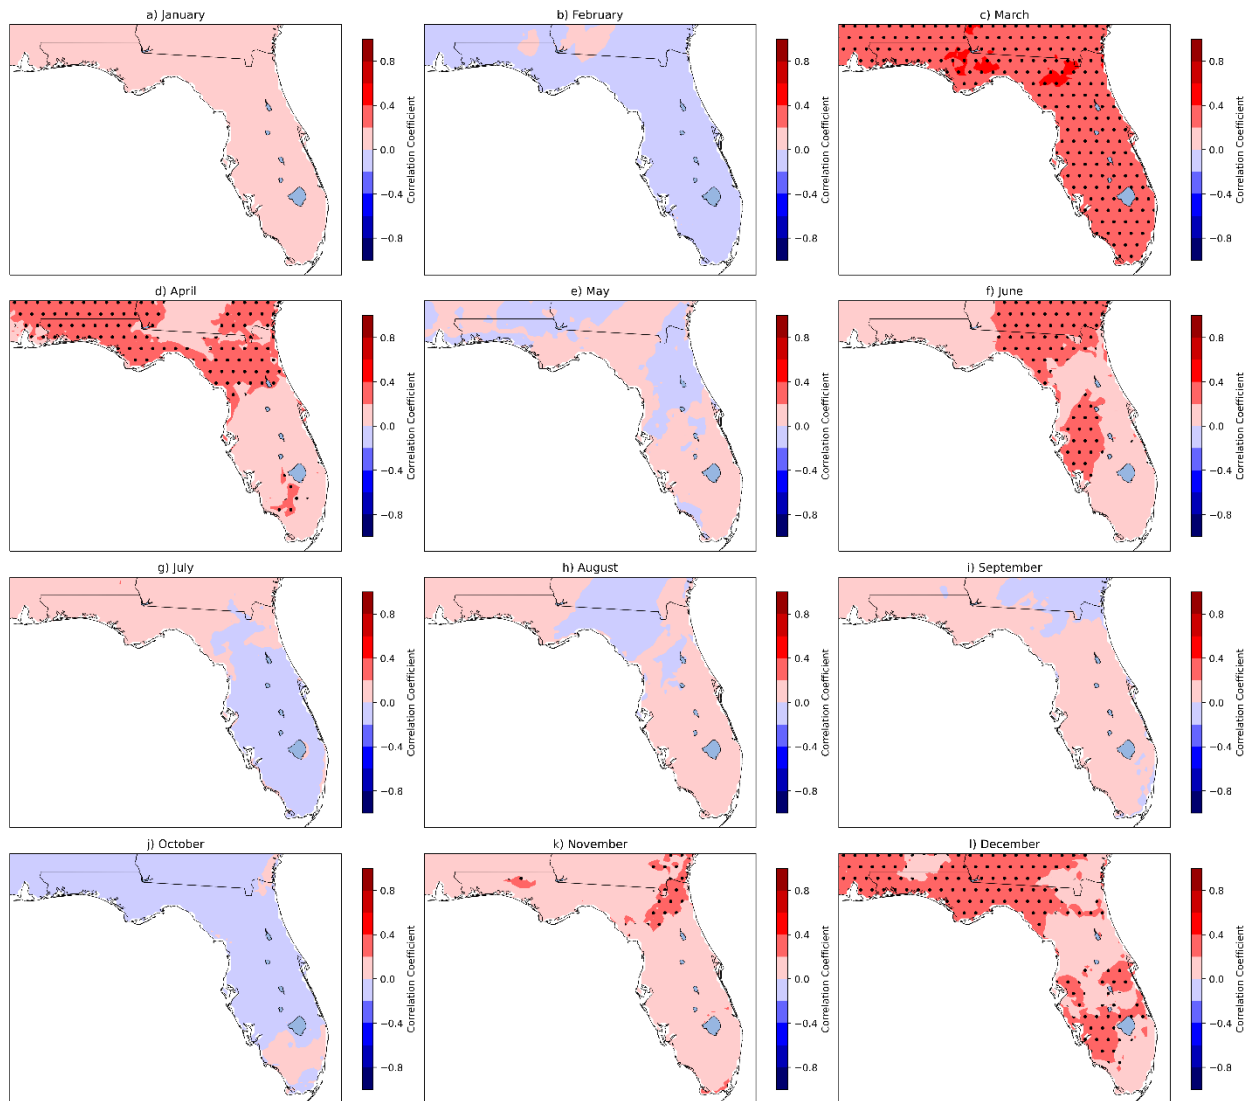 a) January
0.8
0.4
0.0
−0.4
−0.8
Correlation Coefficient
b) February
0.8
0.4
0.0
−0.4
−0.8
Correlation Coefficient
c) March
0.8
0.4
0.0
−0.4
−0.8
Correlation Coefficient
d) April
0.8
0.4
0.0
−0.4
−0.8
Correlation Coefficient
e) May
0.8
0.4
0.0
−0.4
−0.8
Correlation Coefficient
f) June
0.8
0.4
0.0
−0.4
−0.8
Correlation Coefficient
g) July
0.8
0.4
0.0
−0.4
−0.8
Correlation Coefficient
h) August
0.8
0.4
0.0
−0.4
−0.8
Correlation Coefficient
i) September
0.8
0.4
0.0
−0.4
−0.8
Correlation Coefficient
j) October
0.8
0.4
0.0
−0.4
−0.8
Correlation Coefficient
k) November
0.8
0.4
0.0
−0.4
−0.8
Correlation Coefficient
l) December
0.8
0.4
0.0
−0.4
−0.8
Correlation Coefficient